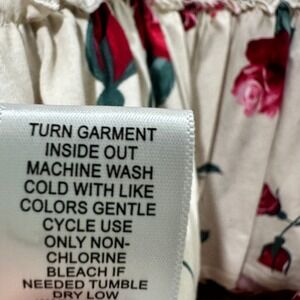 TURN GARMENT
INSIDE OUT
MACHINE WASH
COLD WITH LIKE
COLORS GENTLE
CYCLE USE
ONLY NON-
CHLORINE
BLEACH IF
NEEDED TUMBLE
DRY LOW